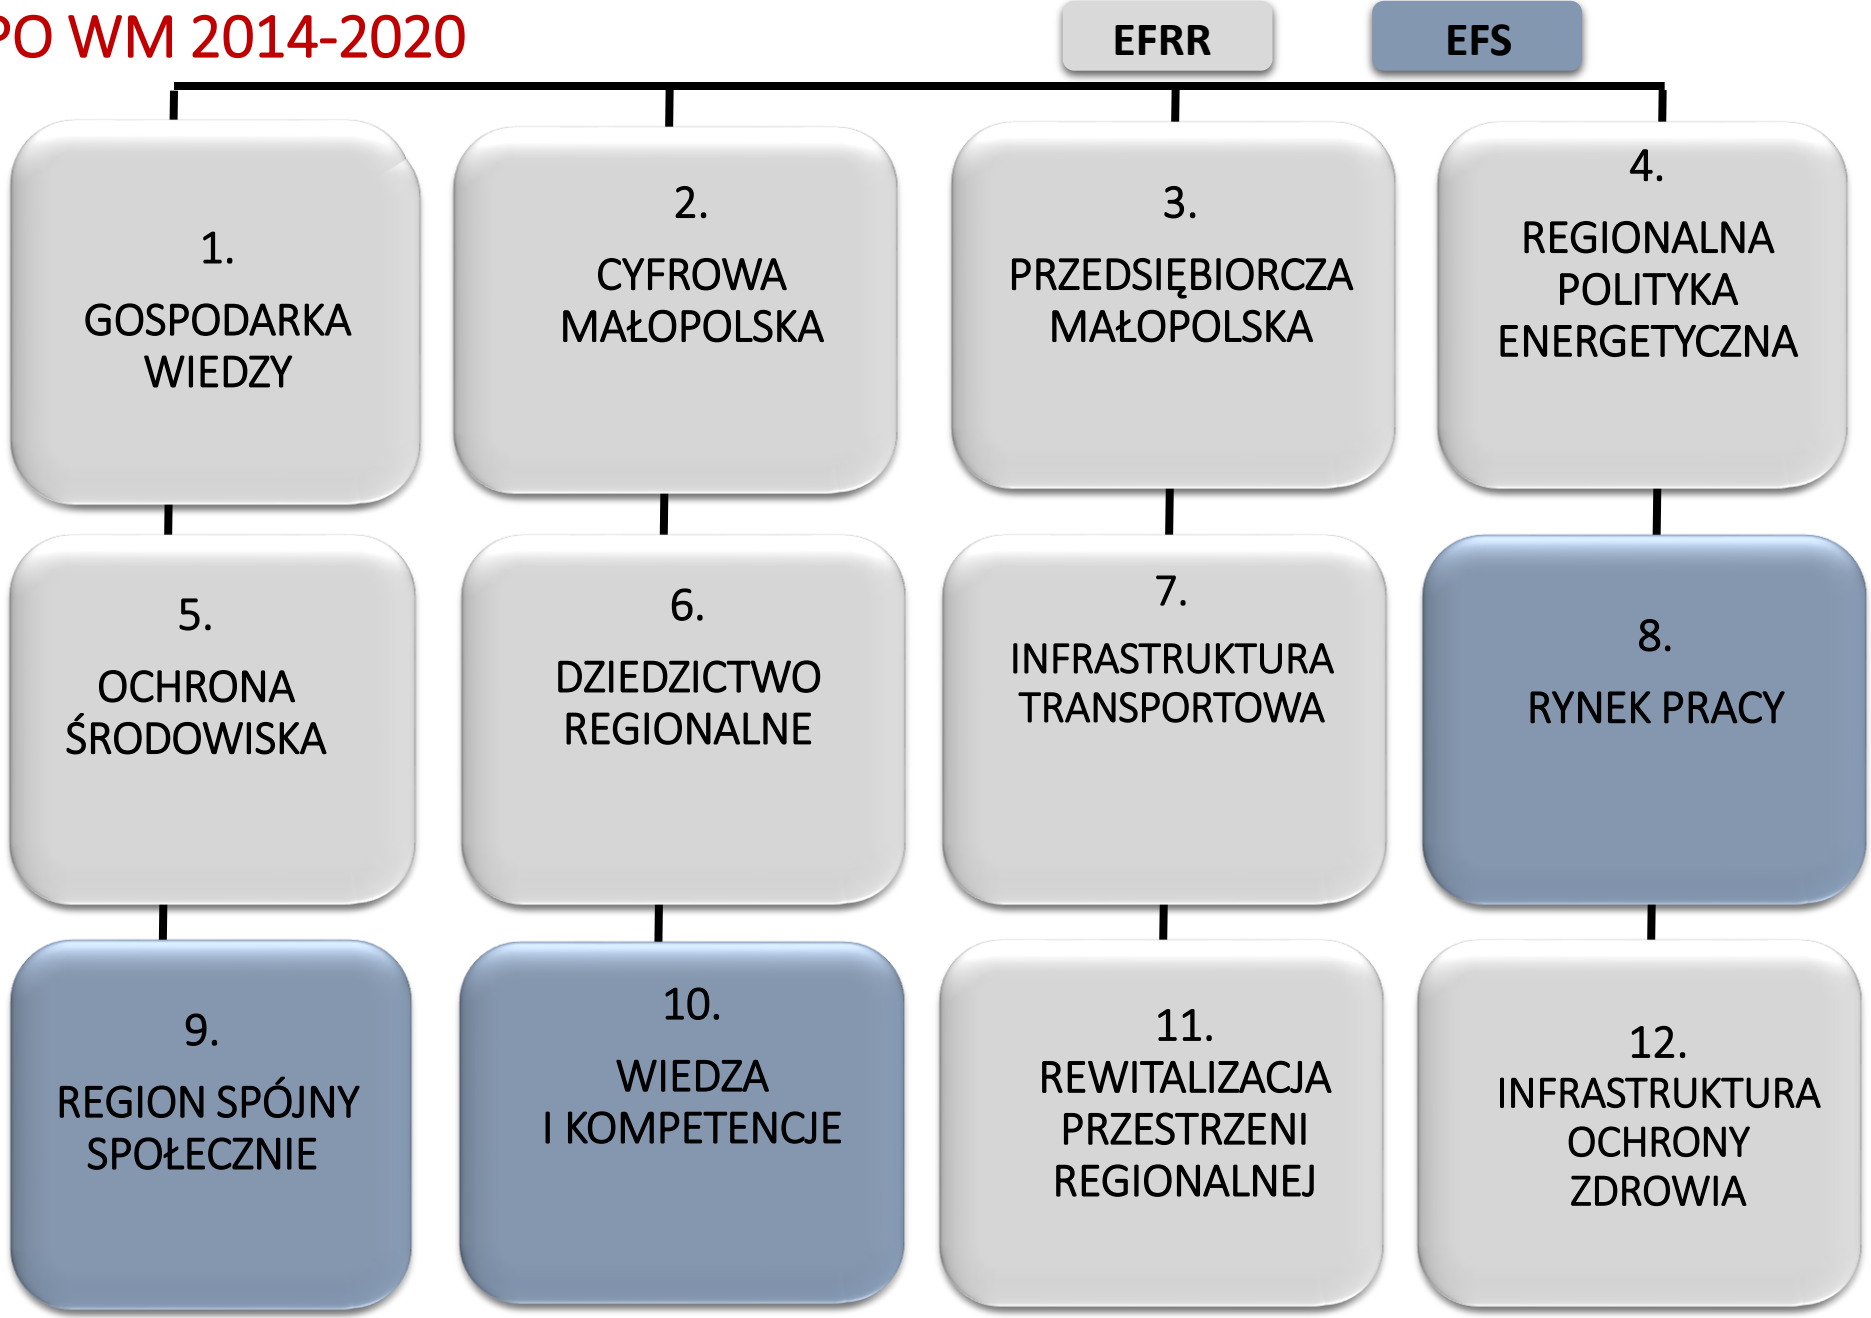 PO WM 2014-2020
EFRR
EFS
1.
GOSPODARKA
WIEDZY
2.
CYFROWA
MAŁOPOLSKA
3.
PRZEDSIĘBIORCZA
MAŁOPOLSKA
4.
REGIONALNA
POLITYKA
ENERGETYCZNA
5.
OCHRONA
ŚRODOWISKA
6.
DZIEDZICTWO
REGIONALNE
7.
INFRASTRUKTURA
TRANSPORTOWA
8.
RYNEK PRACY
9.
REGION SPÓJNY
SPOŁECZNIE
10.
WIEDZA
I KOMPETENCJE
11.
REWITALIZACJA
PRZESTRZENI
REGIONALNEJ
12.
INFRASTRUKTURA
OCHRONY
ZDROWIA